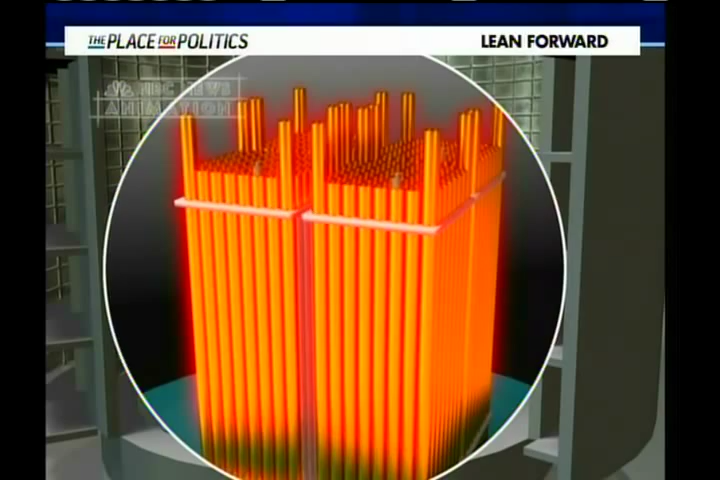 THE PLACE FOR POLITICS
LEAN FORWARD
NBC NEWS
ANIMATION